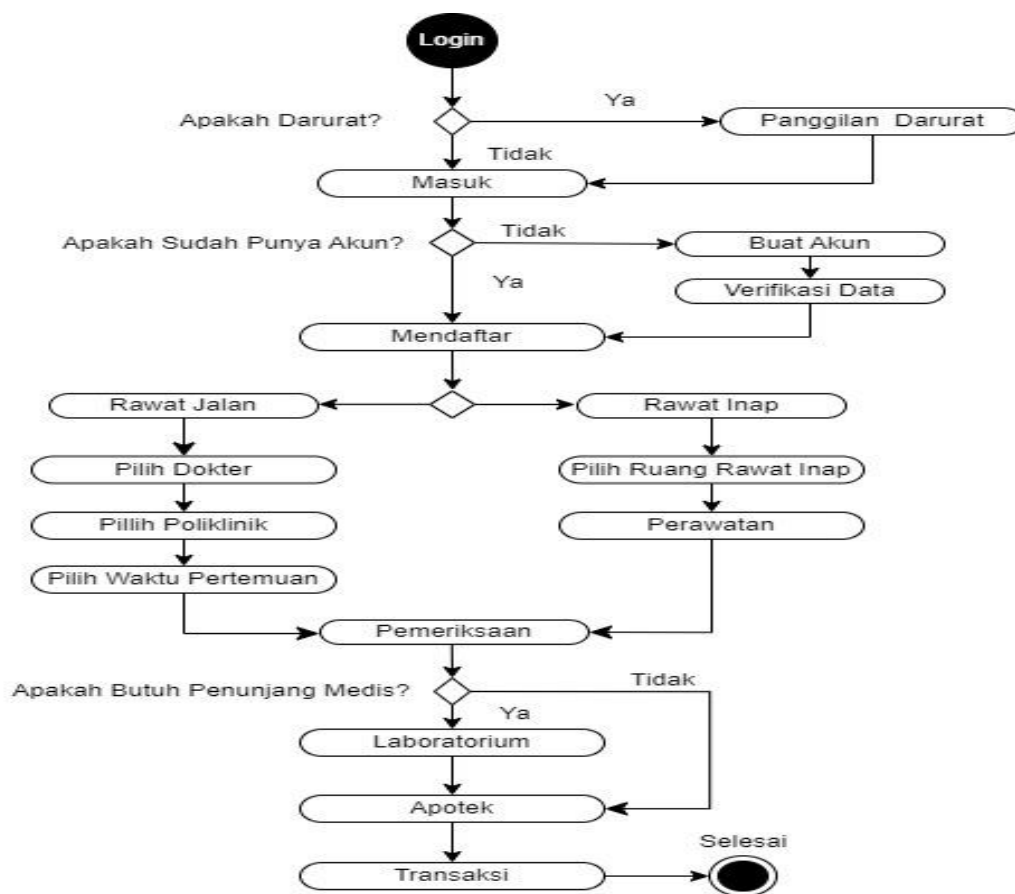 Login
Apakah Darurat?
Ya
Panggilan Darurat
Tidak
Masuk
Apakah Sudah Punya Akun?
Tidak
Buat Akun
Ya
Verifikasi Data
Mendaftar
Rawat Jalan
Rawat Inap
Pilih Dokter
Pilih Ruang Rawat Inap
Pillih Poliklinik
Perawatan
Pilih Waktu Pertemuan
Pemeriksaan
Apakah Butuh Penunjang Medis?
Tidak
Ya
Laboratorium
Apotek
Selesai
Transaksi